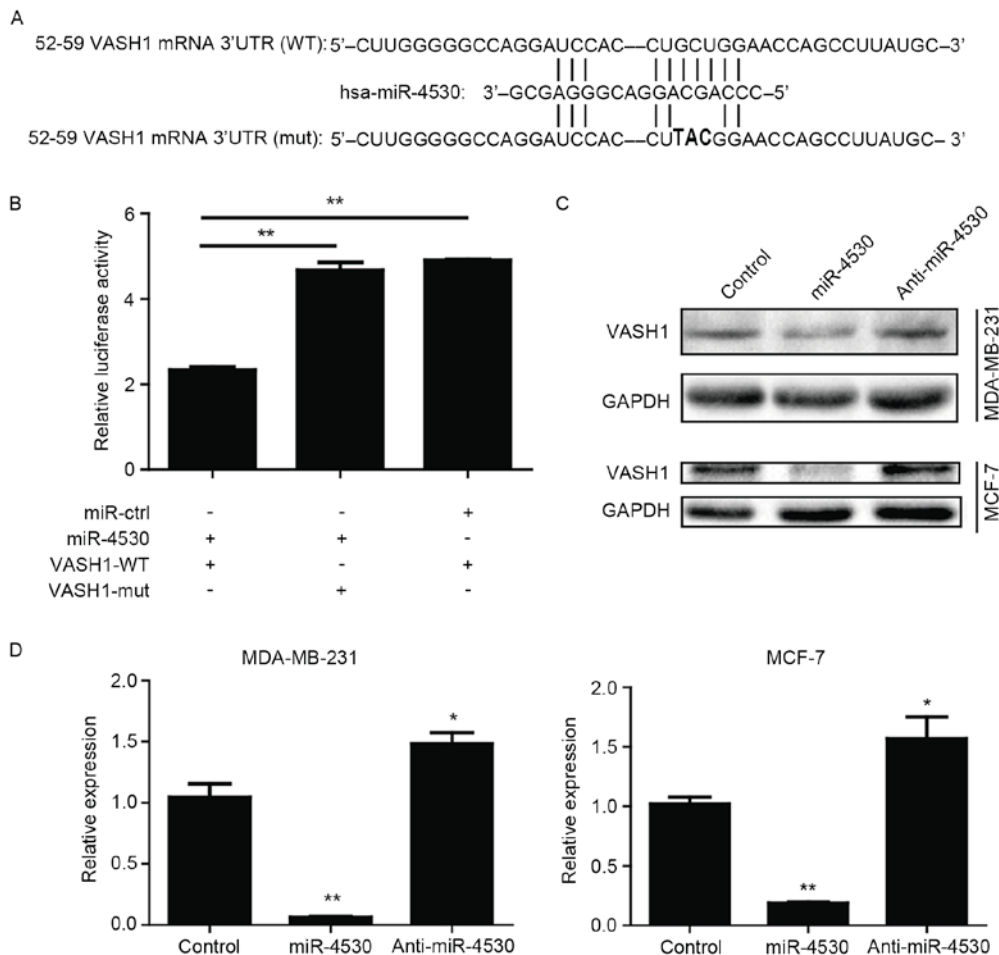 A
52-59 VASH1 mRNA 3'UTR (WT): 5'–CUUGGGGGCCAGGAUCCAC––CUGCUGGAACCAGCCUUAUGC–3'
hsa-miR-4530: 3'–GCGAGGGCAGGACGACCC–5'
52-59 VASH1 mRNA 3'UTR (mut): 5'–CUUGGGGGCCAGGAUCCAC––CUTACGGAACCAGCCUUAUGC– 3'
B
Relative luciferase activity
6
4
2
0
**
**
miR-ctrl - - +
miR-4530 + + -
VASH1-WT + - +
VASH1-mut - + -
C
Control miR-4530 Anti-miR-4530
VASH1
GAPDH
MDA-MB-231
VASH1
GAPDH
MCF-7
D
MDA-MB-231
Relative expression
2.0
1.5
1.0
0.5
0.0
**
*
Control miR-4530 Anti-miR-4530
MCF-7
Relative expression
2.0
1.5
1.0
0.5
0.0
**
*
Control miR-4530 Anti-miR-4530